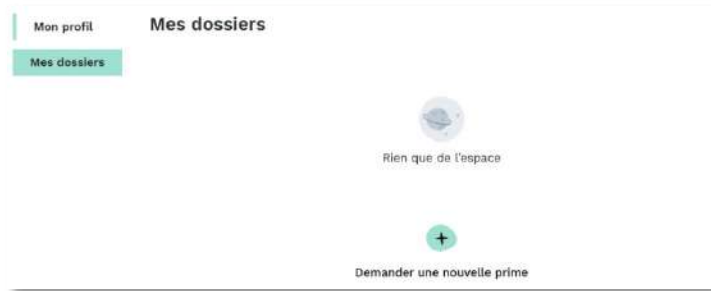 Mon profil
Mes dossiers
Mes dossiers
Rien que de l'espace
Demander une nouvelle prime